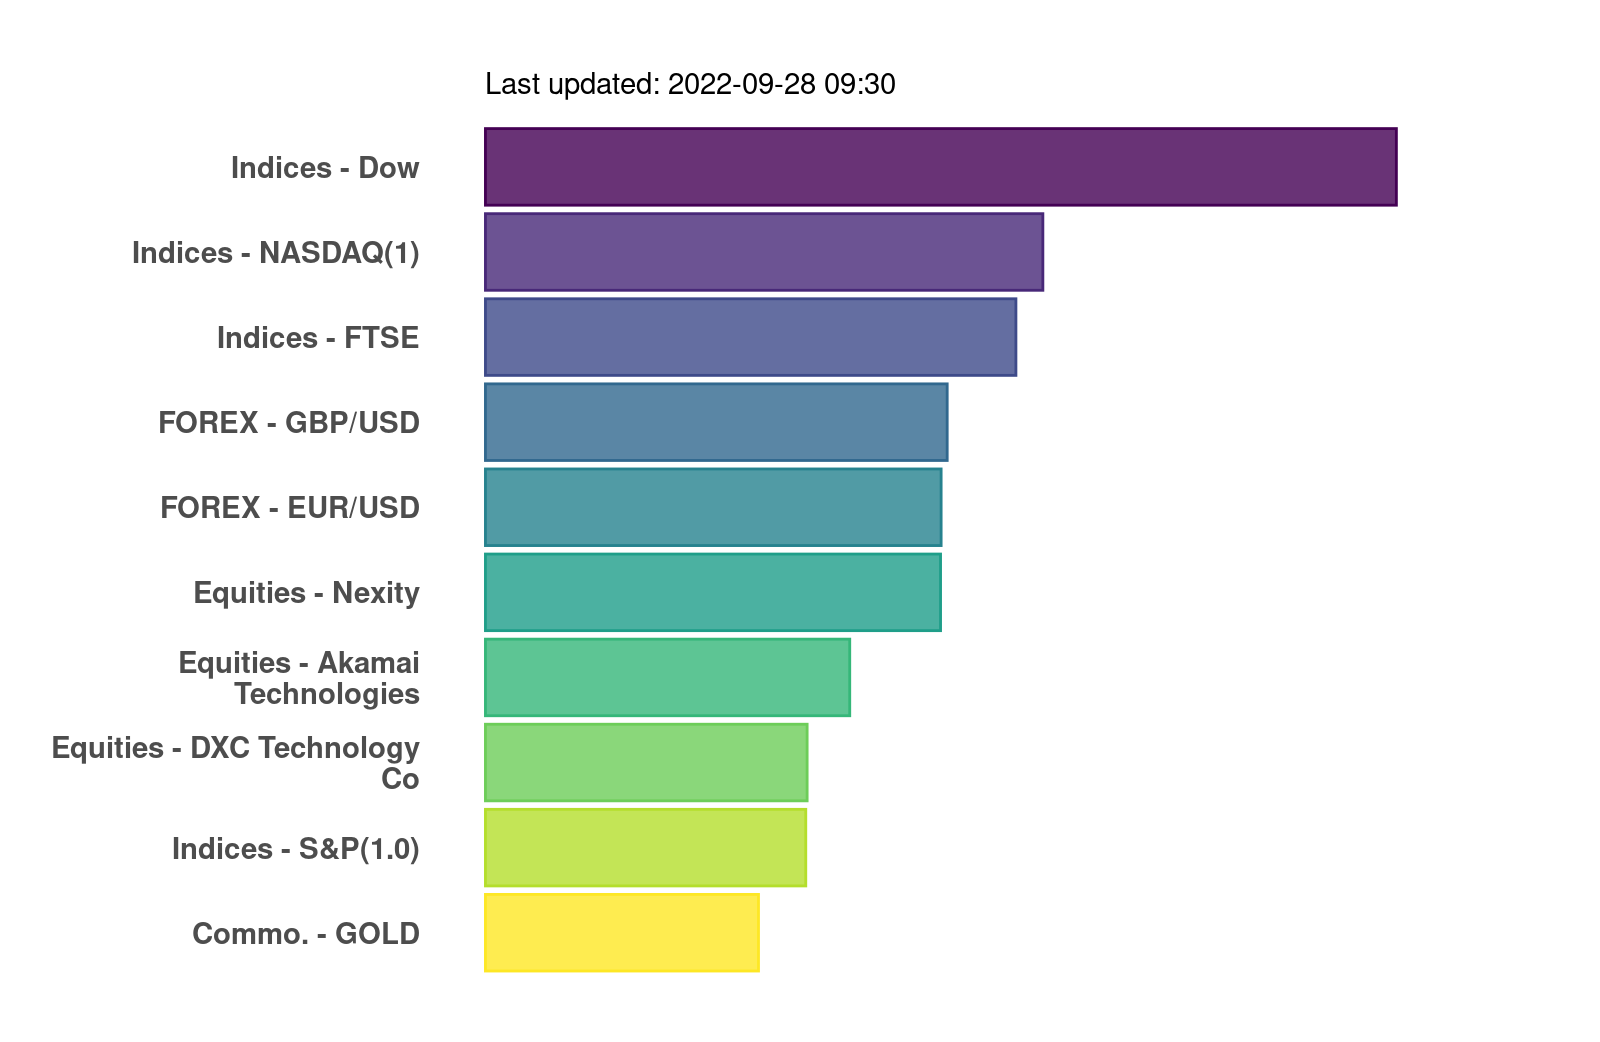 Last updated: 2022-09-28 09:30
Indices - Dow
Indices - NASDAQ(1)
Indices - FTSE
FOREX - GBP/USD
FOREX - EUR/USD
Equities - Nexity
Equities - Akamai
Technologies
Equities - DXC Technology
Co
Indices - S&P(1.0)
Commo. - GOLD